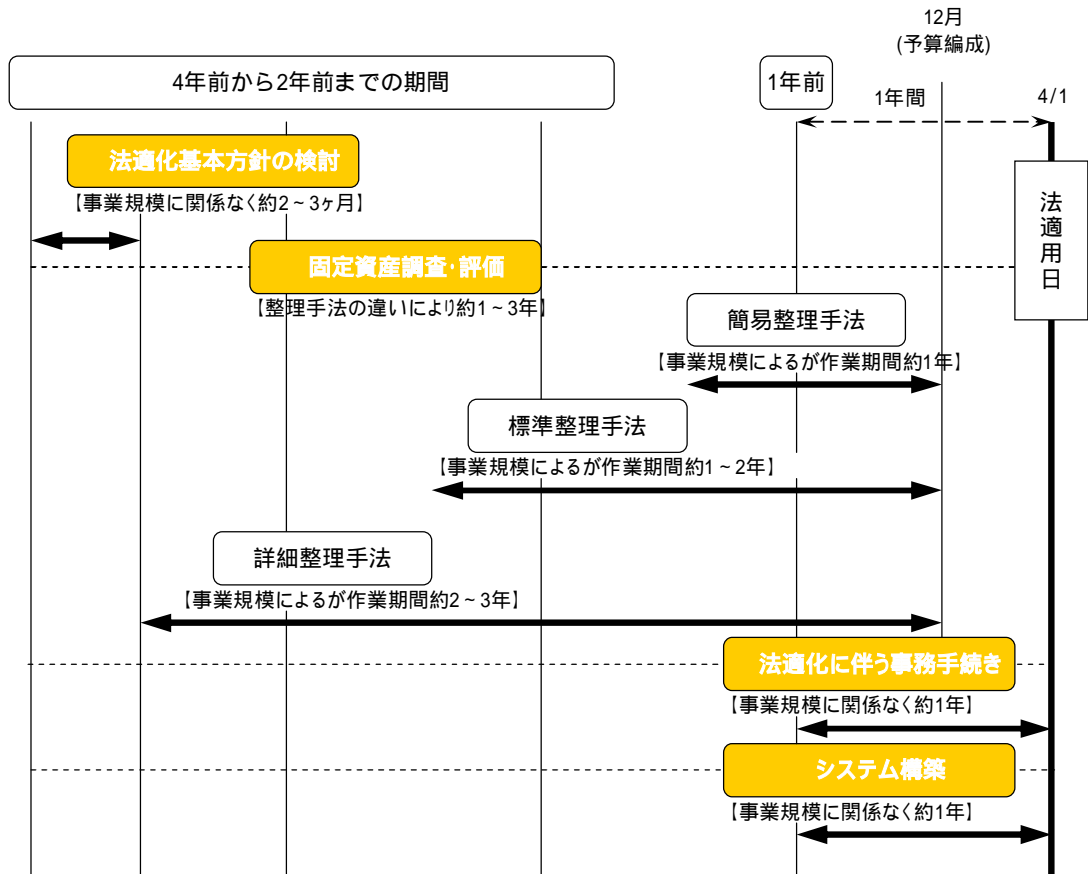 12月
(予算編成)
4年前から2年前までの期間
1年前
1年間
4/1
法適化基本方針の検討
【事業規模に関係なく約2~3ヶ月】
法適用日
固定資産調査・評価
【整理手法の違いにより約1~3年】
簡易整理手法
【事業規模によるが作業期間約1年】
標準整理手法
【事業規模によるが作業期間約1~2年】
詳細整理手法
【事業規模によるが作業期間約2~3年】
法適化に伴う事務手続き
【事業規模に関係なく約1年】
システム構築
【事業規模に関係なく約1年】